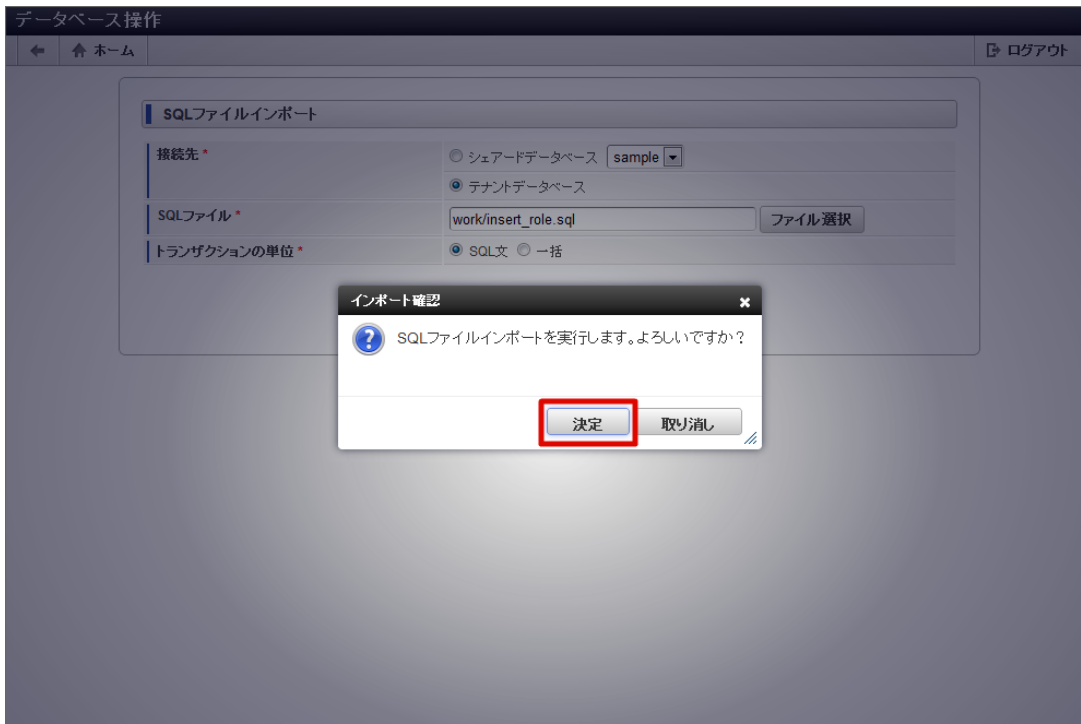 データベース操作
ホーム
ログアウト
SQLファイルインポート
接続先 *
シェアードデータベース sample
テナントデータベース
SQLファイル *
work/insert_role.sql ファイル選択
トランザクションの単位 *
SQL文 一括
インポート確認
SQLファイルインポートを実行します。よろしいですか？
決定 取り消し